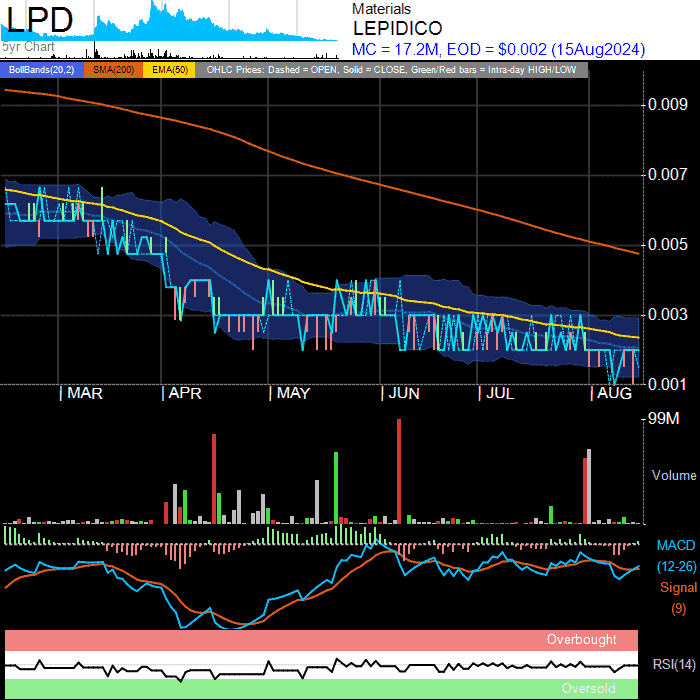 LPD
5yr Chart
Materials
LEPIDICO
MC = 17.2M, EOD = $0.002 (15Aug2024)
BollBands(20,2) SMA(200) EMA(50) OHLC Prices: Dashed = OPEN, Solid = CLOSE, Green/Red bars = Intra-day HIGH/LOW
0.009
0.007
0.005
0.003
0.001
MAR APR MAY JUN JUL AUG
99M
Volume
MACD
(12-26)
Signal
(9)
Overbought
RSI(14)
Oversold